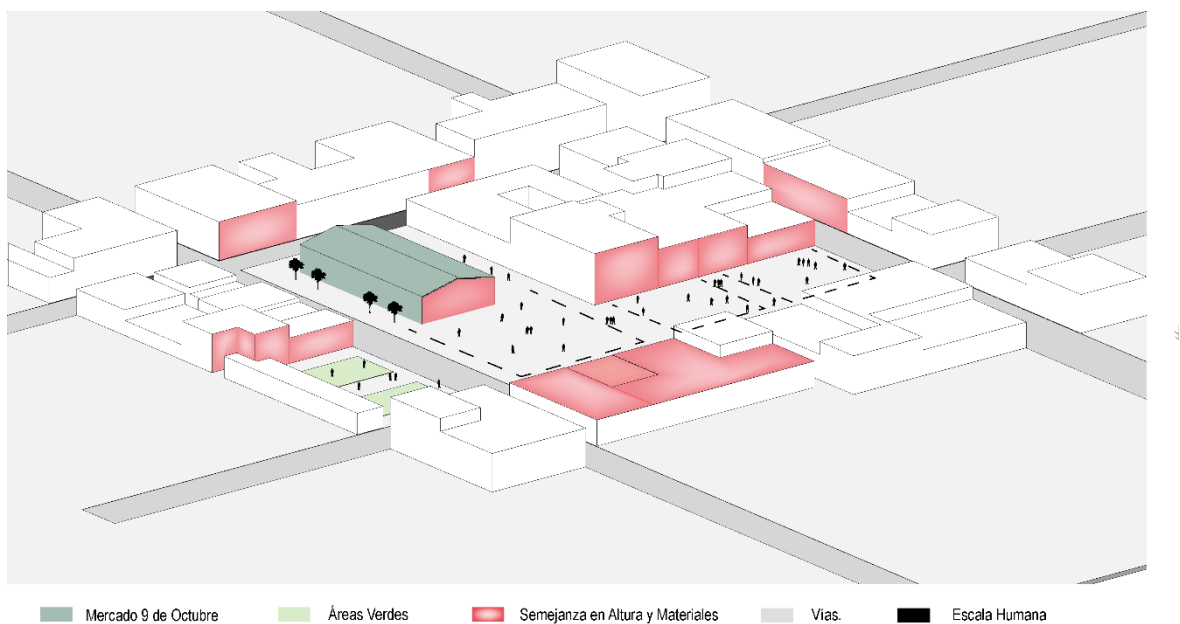 Mercado 9 de Octubre
Áreas Verdes
Semejanza en Altura y Materiales
Vías.
Escala Humana